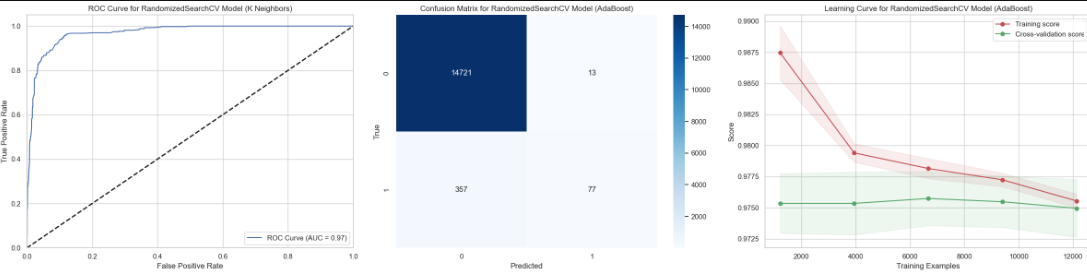 ROC Curve for RandomizedSearchCV Model (K Neighbors)
1.0
0.8
0.6
0.4
0.2
0.0
True Positive Rate
0.0 0.2 0.4 0.6 0.8 1.0
False Positive Rate
ROC Curve (AUC = 0.97)
Confusion Matrix for RandomizedSearchCV Model (AdaBoost)
True
0
1
14721 13
357 77
0 1
Predicted
14000
12000
10000
8000
6000
4000
2000
Learning Curve for RandomizedSearchCV Model (AdaBoost)
Training score
Cross-validation score
0.9900
0.9875
0.9850
0.9825
0.9800
0.9775
0.9750
0.9725
Score
2000 4000 6000 8000 10000 12000
Training Examples